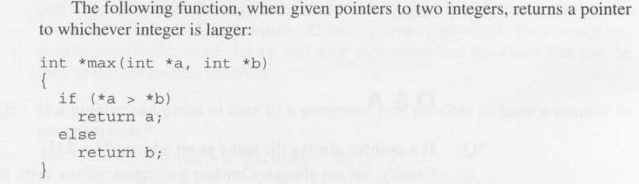 The following function, when given pointers to two integers, returns a pointer
to whichever integer is larger:
int *max(int *a, int *b)
{
  if (*a > *b)
    return a;
  else
    return b;
}